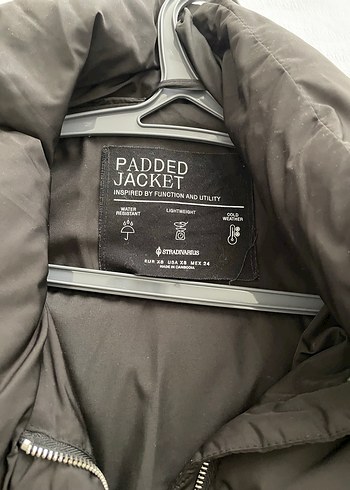 PADDED
JACKET
INSPIRED BY FUNCTION AND UTILITY
WATER
RESISTANT
LIGHTWEIGHT
COLD
WEATHER
STRADIVARIUS
EUR XS USA XS MEX 24
MADE IN CAMBODIA